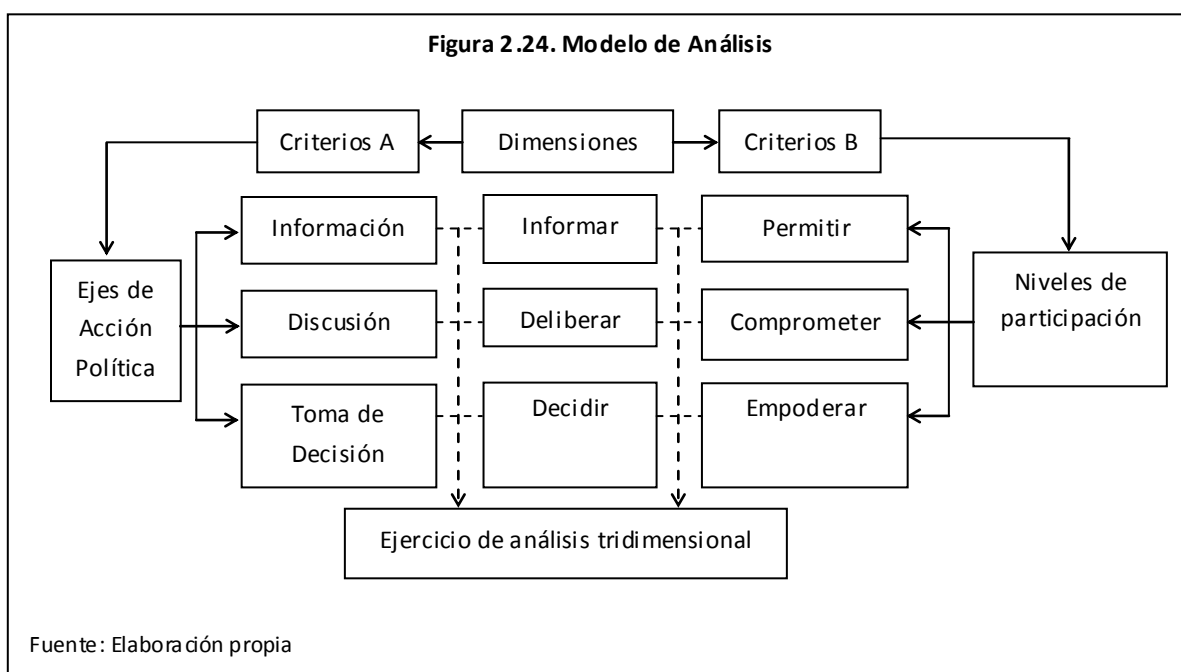 Figura 2.24. Modelo de Análisis
Criterios A
Dimensiones
Criterios B
Información
Informar
Permitir
Ejes de
Acción
Política
Discusión
Deliberar
Comprometer
Niveles de
participación
Toma de
Decisión
Decidir
Empoderar
Ejercicio de análisis tridimensional
Fuente: Elaboración propia